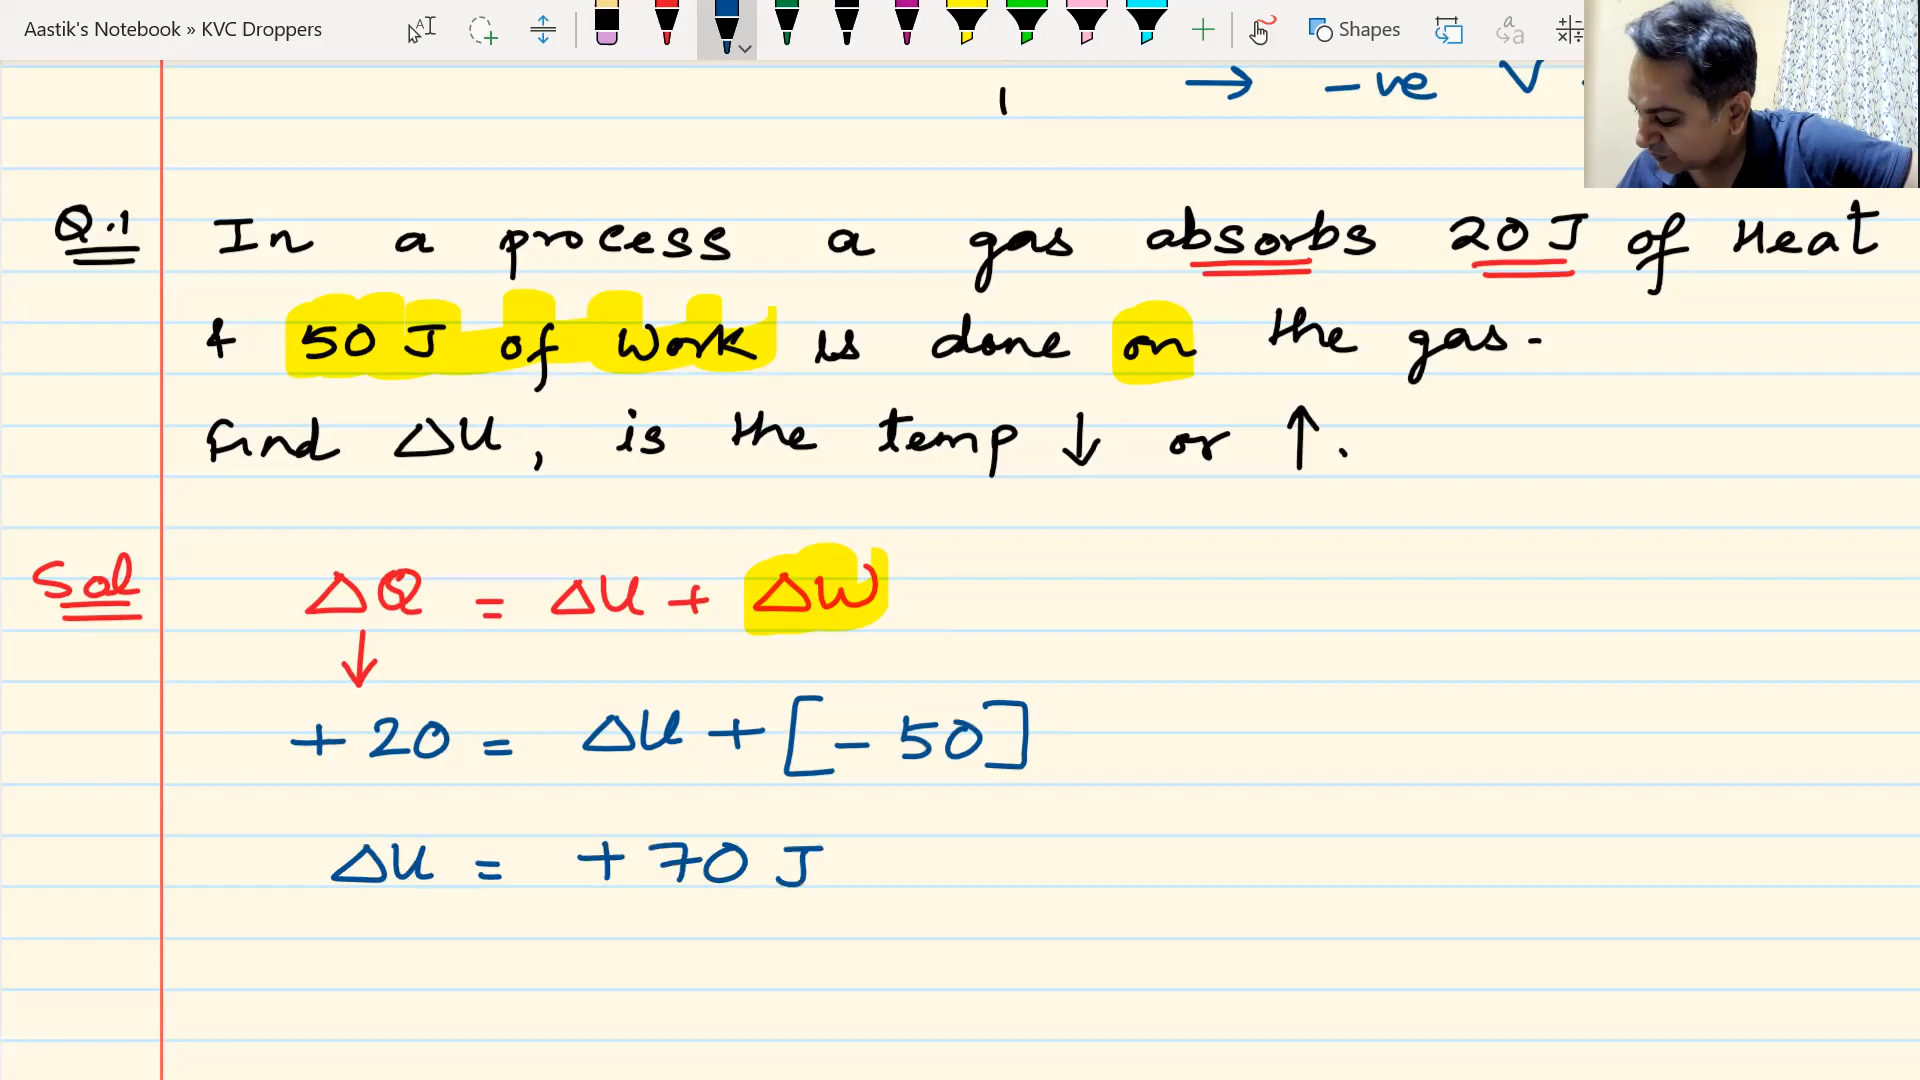 Aastik's Notebook » KVC Droppers
Shapes
→ -ve V
Q.1 In a process a gas absorbs 20 J of Heat
& 50 J of Work is done on the gas.
Find ΔU, is the temp ↓ or ↑.
Sol ΔQ = ΔU + ΔW
↓
+ 20 = ΔU + [- 50]
ΔU = + 70 J